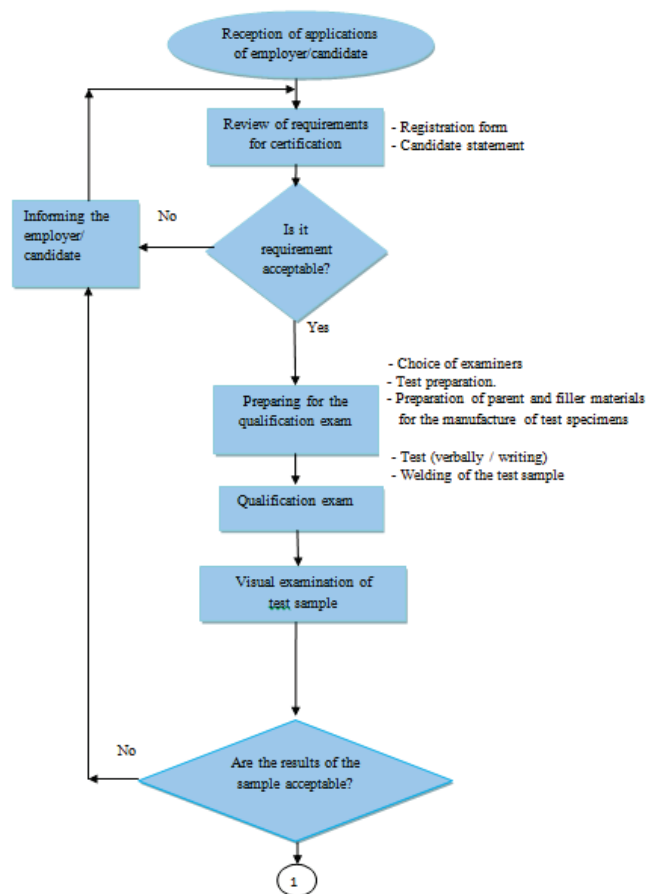 Reception of applications
of employer/candidate
Review of requirements
for certification
- Registration form
- Candidate statement
Informing the
employer/
candidate
No
Is it
requirement
acceptable?
Yes
- Choice of examiners
- Test preparation.
- Preparation of parent and filler materials
for the manufacture of test specimens
Preparing for the
qualification exam
- Test (verbally / writing)
- Welding of the test sample
Qualification exam
Visual examination of
test sample
No
Are the results of the
sample acceptable?
1